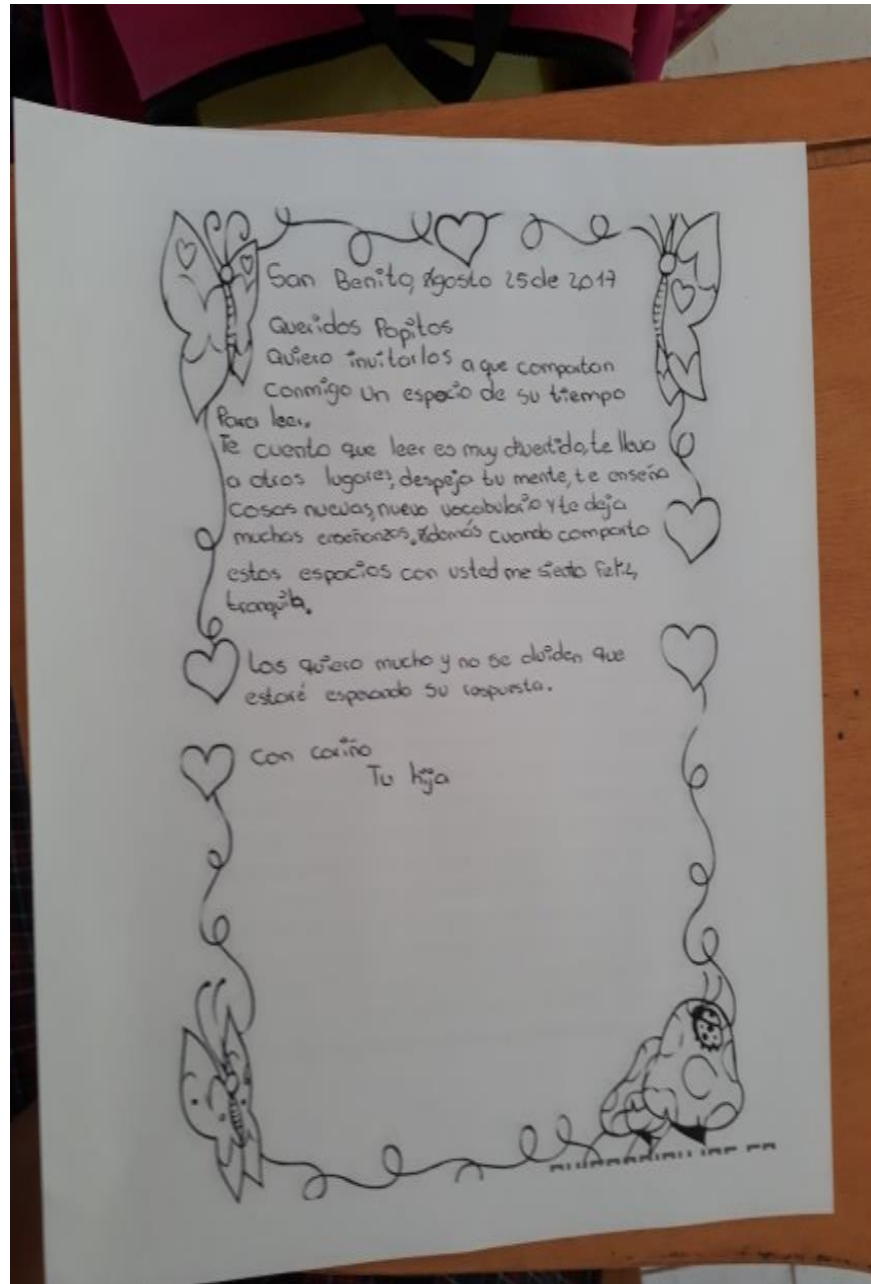 San Benito, Agosto 25 de 2017
Queridos Papitos
Quiero invitarlos a que compartan
conmigo un espacio de su tiempo
Para leer.
Te cuento que leer es muy divertido, te lleva
a otros lugares, despeja tu mente, te enseña
cosas nuevas, nuevo vocabulario y te deja
muchas enseñanzas. Además cuando comparto
estos espacios con usted me siento feliz,
tranquila.
Los quiero mucho y no se olviden que
estaré esperando su respuesta.
Con cariño
Tu hija